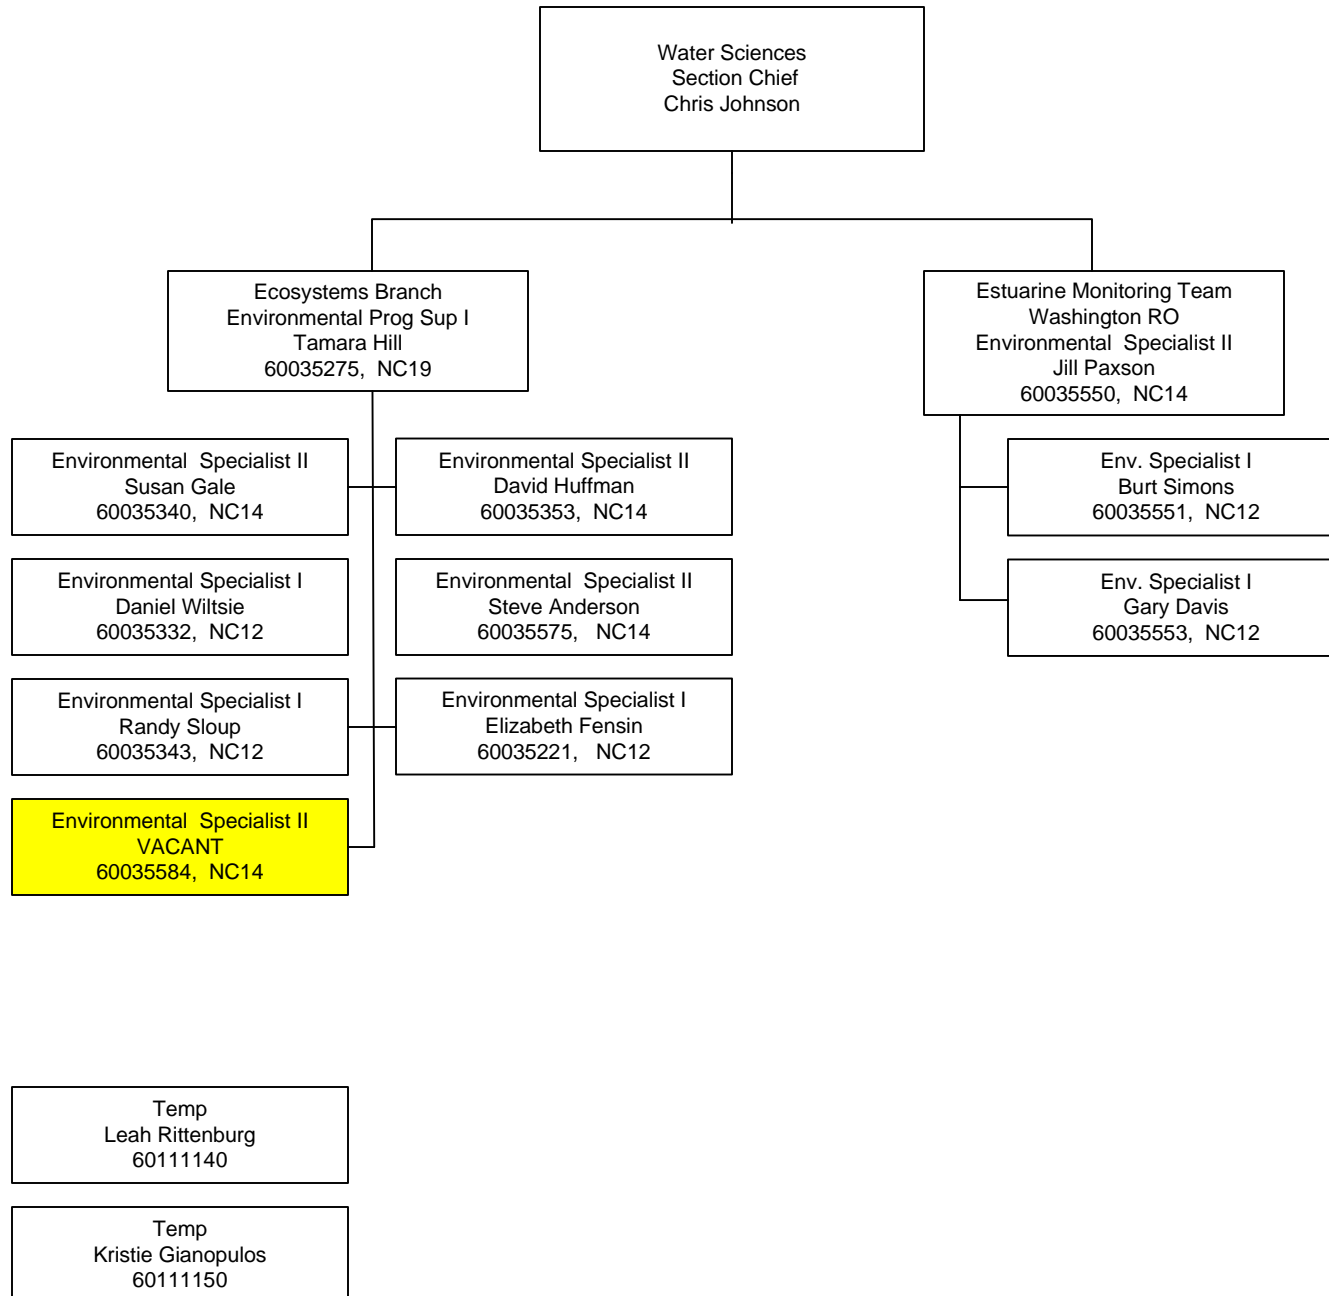 Water Sciences
Section Chief
Chris Johnson
Ecosystems Branch
Environmental Prog Sup I
Tamara Hill
60035275, NC19
Estuarine Monitoring Team
Washington RO
Environmental Specialist II
Jill Paxson
60035550, NC14
Environmental Specialist II
Susan Gale
60035340, NC14
Environmental Specialist II
David Huffman
60035353, NC14
Env. Specialist I
Burt Simons
60035551, NC12
Environmental Specialist I
Daniel Wiltsie
60035332, NC12
Environmental Specialist II
Steve Anderson
60035575, NC14
Env. Specialist I
Gary Davis
60035553, NC12
Environmental Specialist I
Randy Sloup
60035343, NC12
Environmental Specialist I
Elizabeth Fensin
60035221, NC12
Environmental Specialist II
VACANT
60035584, NC14
Temp
Leah Rittenburg
60111140
Temp
Kristie Gianopulos
60111150